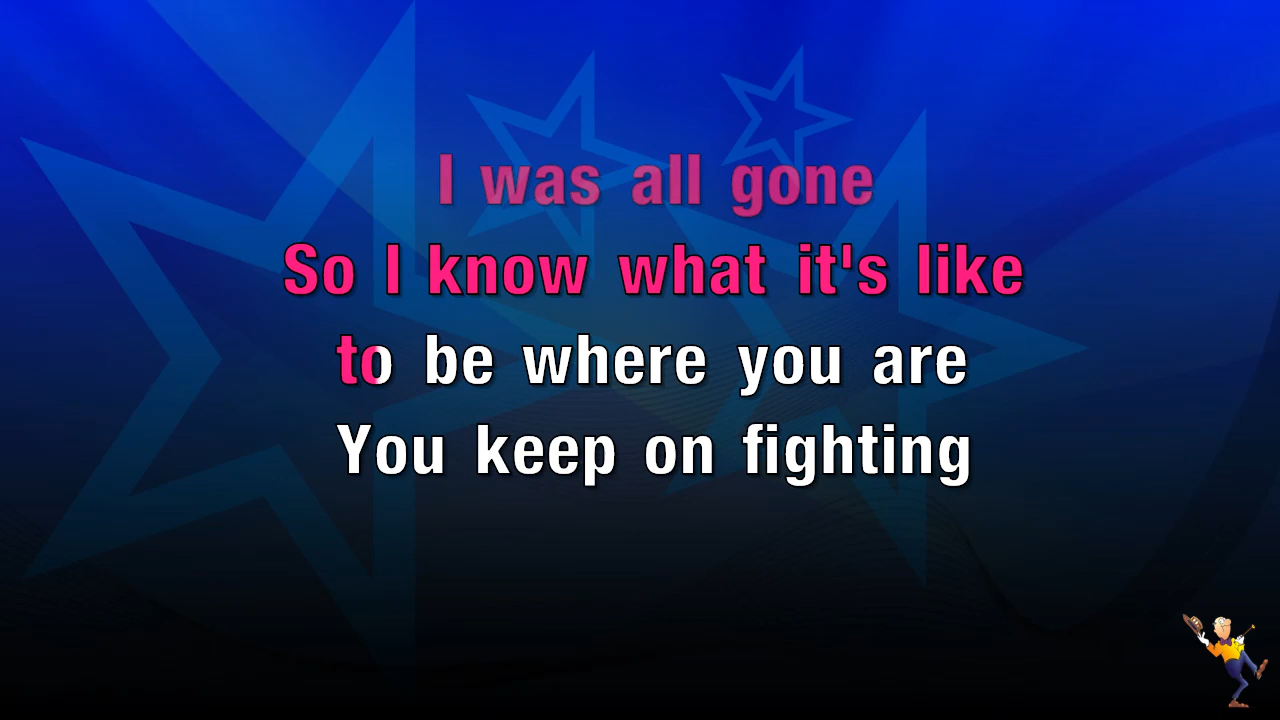 I was all gone
So I know what it's like
to be where you are
You keep on fighting